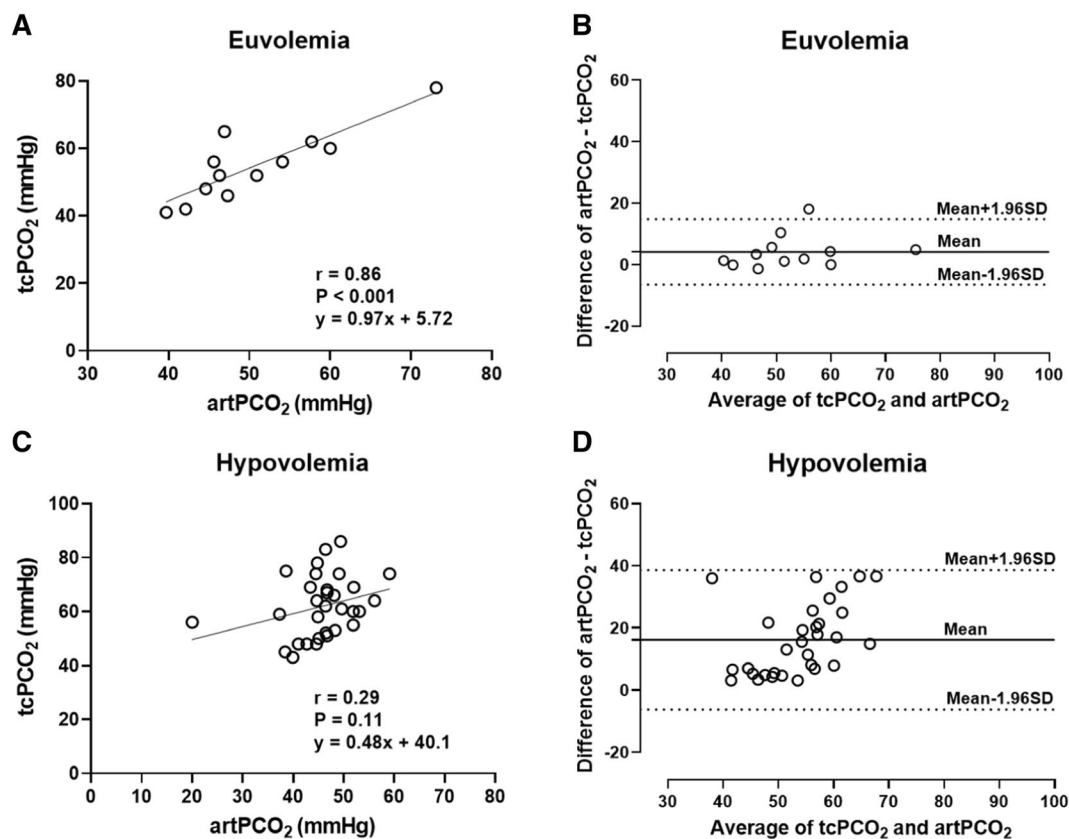 A
Euvolemia
tcPCO₂ (mmHg)
80
60
40
20
0
r = 0.86
P < 0.001
y = 0.97x + 5.72
30 40 50 60 70 80
artPCO₂ (mmHg)
B
Euvolemia
Difference of artPCO₂ - tcPCO₂
60
40
20
0
-20
Mean+1.96SD
Mean
Mean-1.96SD
30 40 50 60 70 80 90 100
Average of tcPCO₂ and artPCO₂
C
Hypovolemia
tcPCO₂ (mmHg)
100
80
60
40
20
0
r = 0.29
P = 0.11
y = 0.48x + 40.1
0 10 20 30 40 50 60 70 80
artPCO₂ (mmHg)
D
Hypovolemia
Difference of artPCO₂ - tcPCO₂
60
40
20
0
-20
Mean+1.96SD
Mean
Mean-1.96SD
30 40 50 60 70 80 90 100
Average of tcPCO₂ and artPCO₂